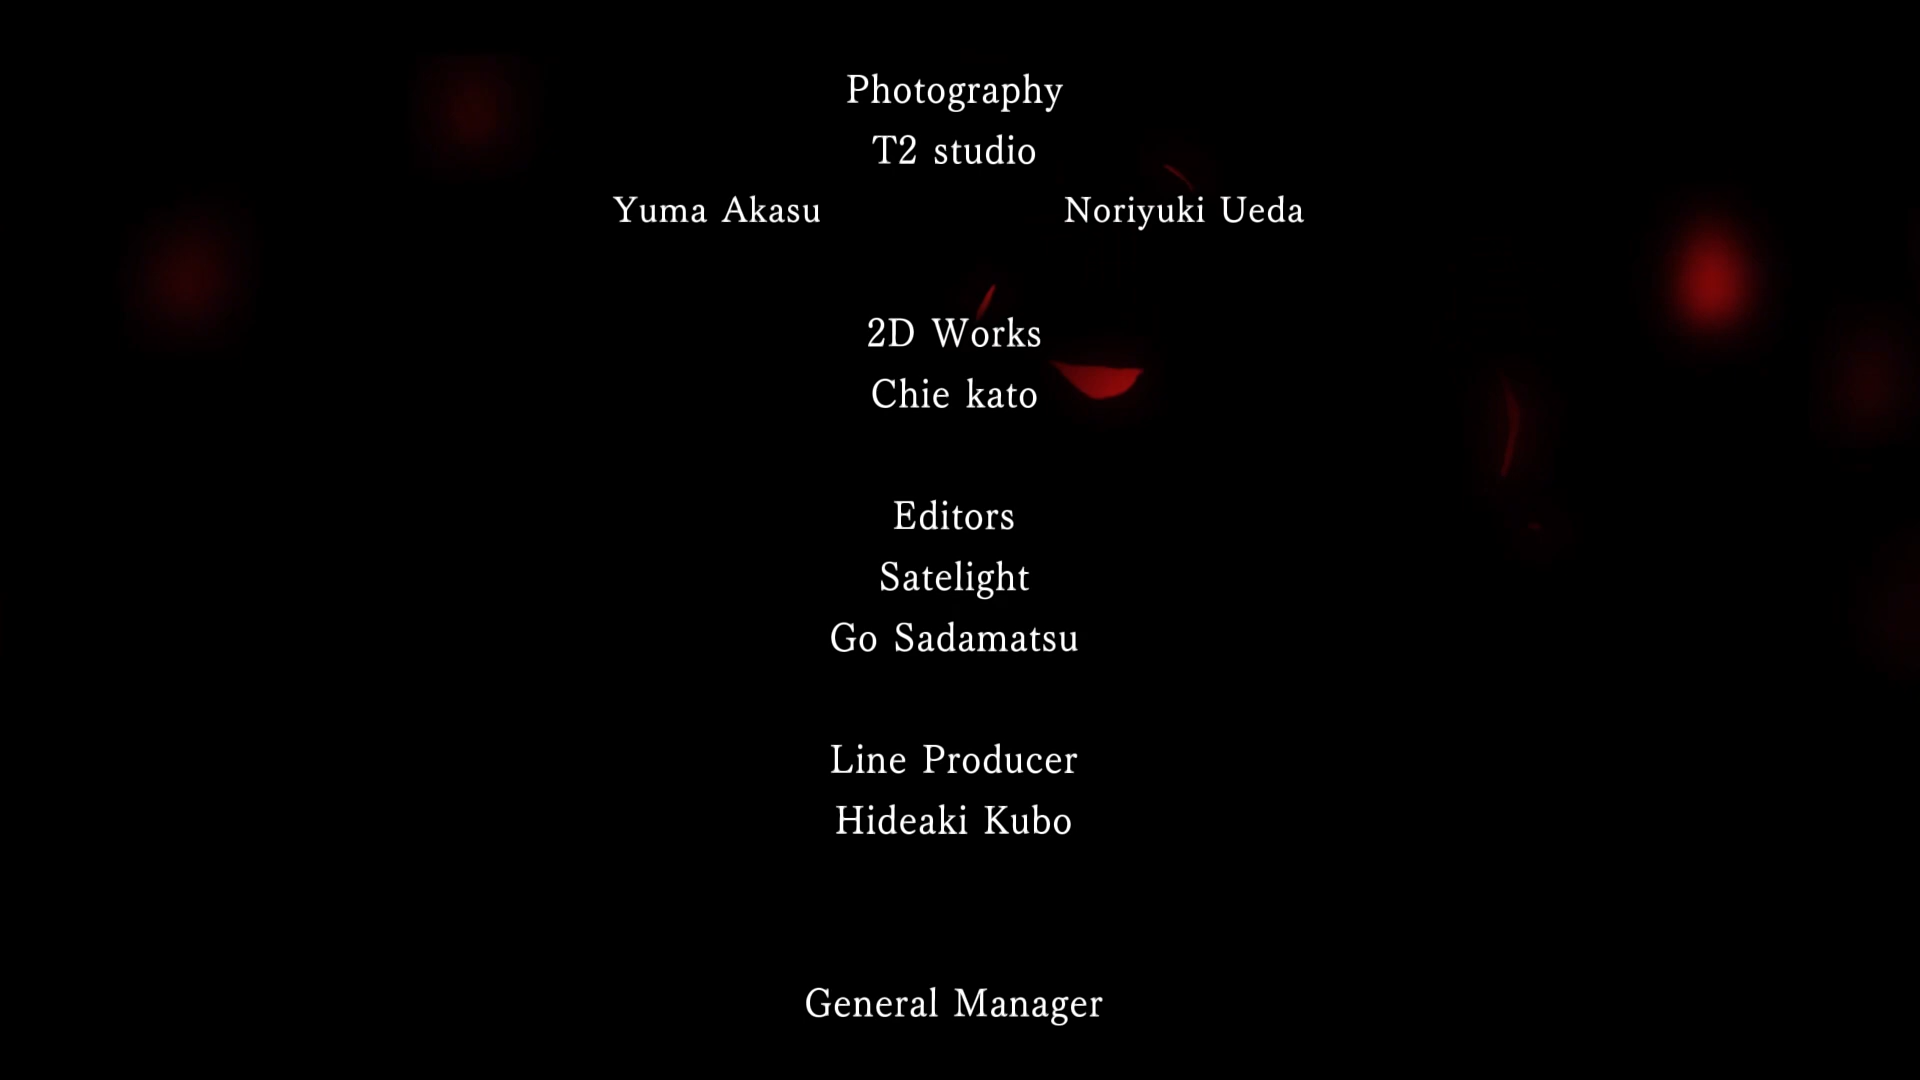 Photography
T2 studio
Yuma Akasu Noriyuki Ueda
2D Works
Chie kato
Editors
Satelight
Go Sadamatsu
Line Producer
Hideaki Kubo
General Manager